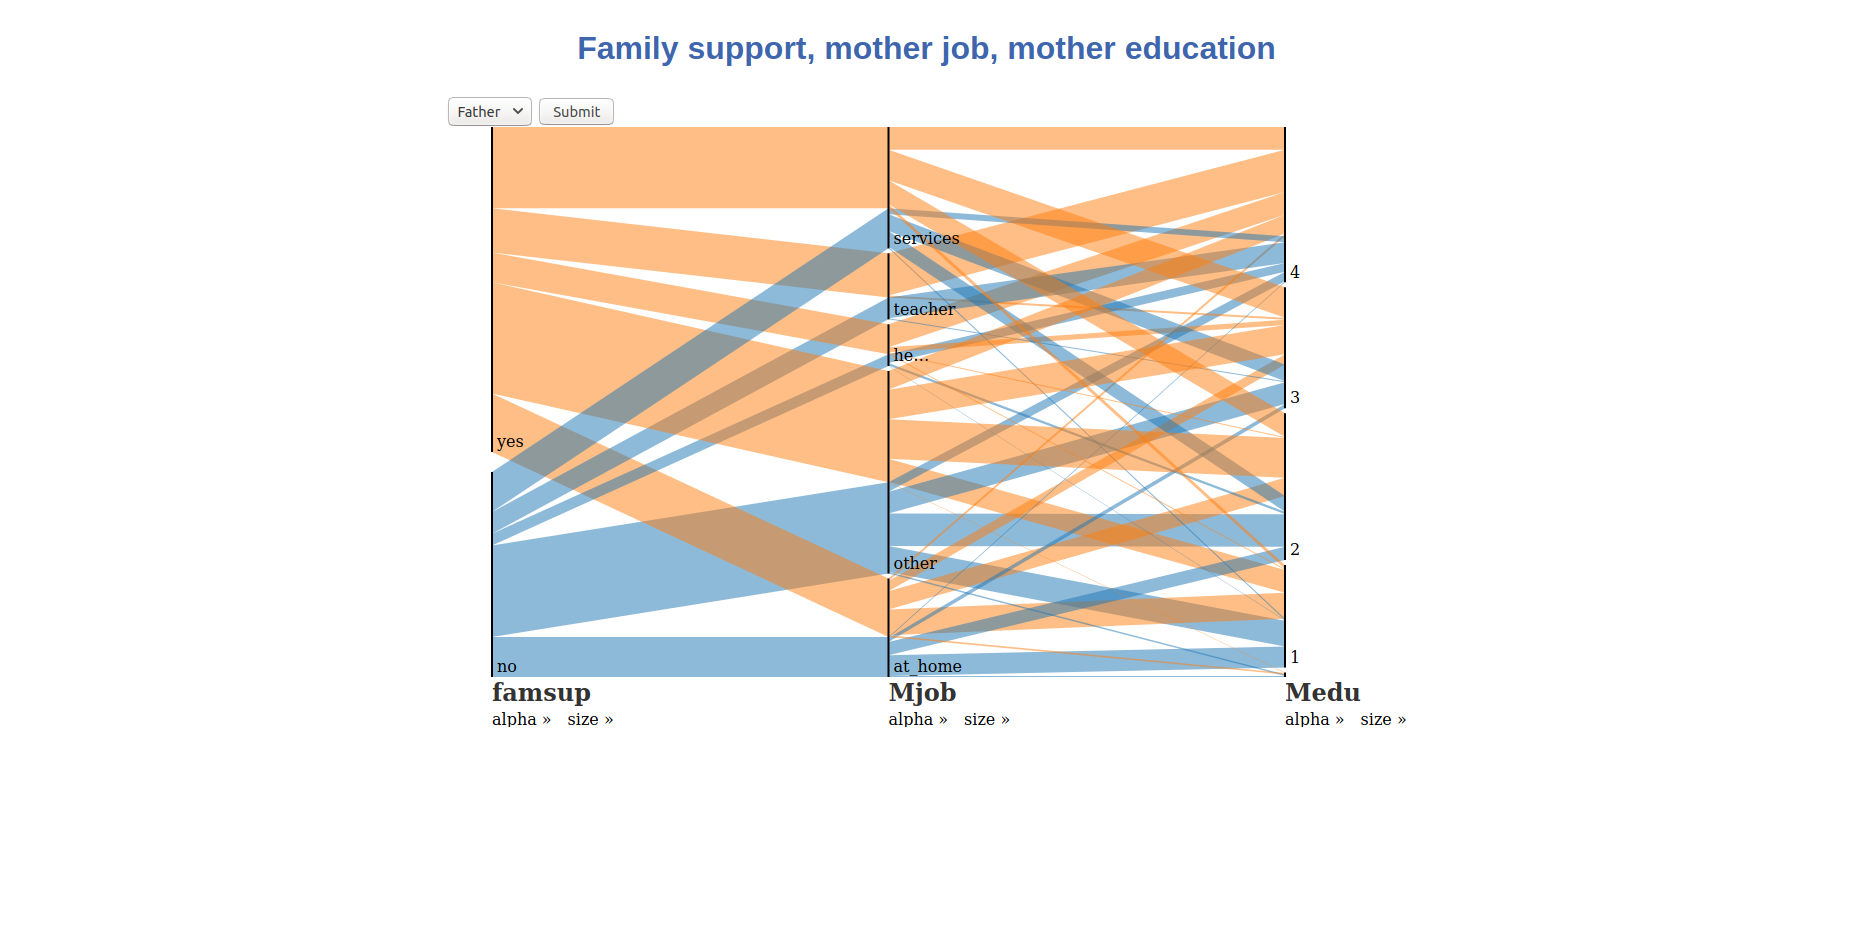 Family support, mother job, mother education
Father Submit
services
4
teacher
he...
3
yes
2
other
1
no
at_home
famsup Mjob Medu
alpha » size » alpha » size » alpha » size »